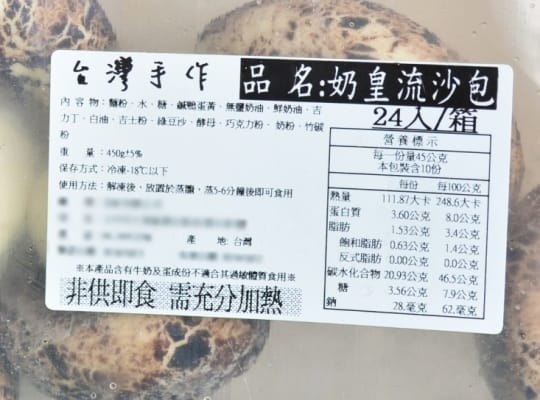 台灣手作
品名:奶皇流沙包
24入/箱
內容物:麵粉、水、糖、鹹鴨蛋黃、無鹽奶油、鮮奶油、吉
力丁、白油、吉士粉、綠豆沙、酵母、巧克力粉、奶粉、竹碳
粉
重 量:450g±5%
保存方式:冷凍-18℃以下
使用方法:解凍後,放置於蒸籠,蒸5-6分鐘後即可食用
產 地:台灣
※本產品含有牛奶及蛋成份不適合其過敏體質食用※
非供即食 需充分加熱
營養標示
每一份量45公克
本包裝含10份
每份 每100公克
熱量 111.87大卡 248.6大卡
蛋白質 3.60公克 8.0公克
脂肪 1.53公克 3.4公克
飽和脂肪 0.63公克 1.4公克
反式脂肪 0.00公克 0.0公克
碳水化合物 20.93公克 46.5公克
糖 3.56公克 7.9公克
鈉 28.毫克 62.毫克